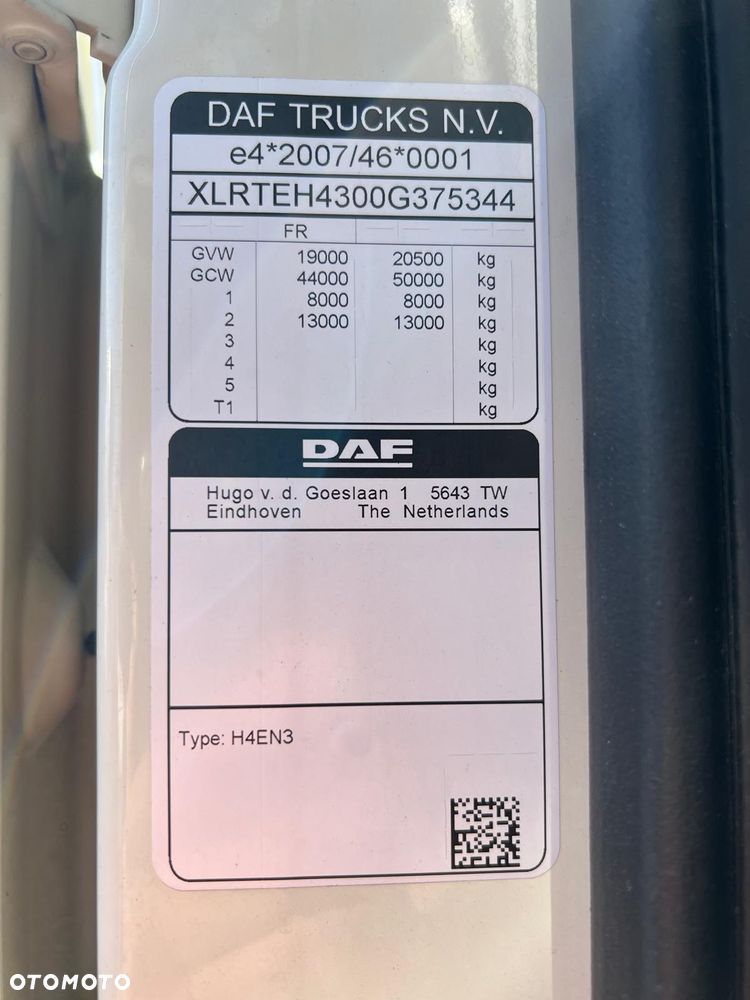 DAF TRUCKS N.V.
e4*2007/46*0001
XLRTEH4300G375344
FR
GVW 19000 20500 kg
GCW 44000 50000 kg
1 8000 8000 kg
2 13000 13000 kg
3 kg
4 kg
5 kg
T1 kg
DAF
Hugo v. d. Goeslaan 1 5643 TW
Eindhoven The Netherlands
Type: H4EN3
OTOMOTO